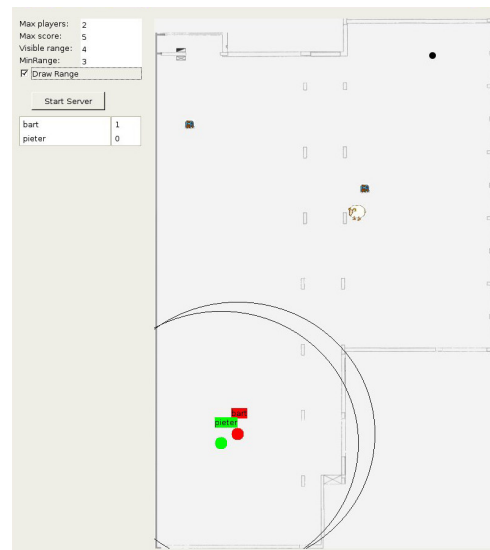 Max players: 2
Max score: 5
Visible range: 4
MinRange: 3
Draw Range
Start Server
bart 1
pieter 0
bart
pieter